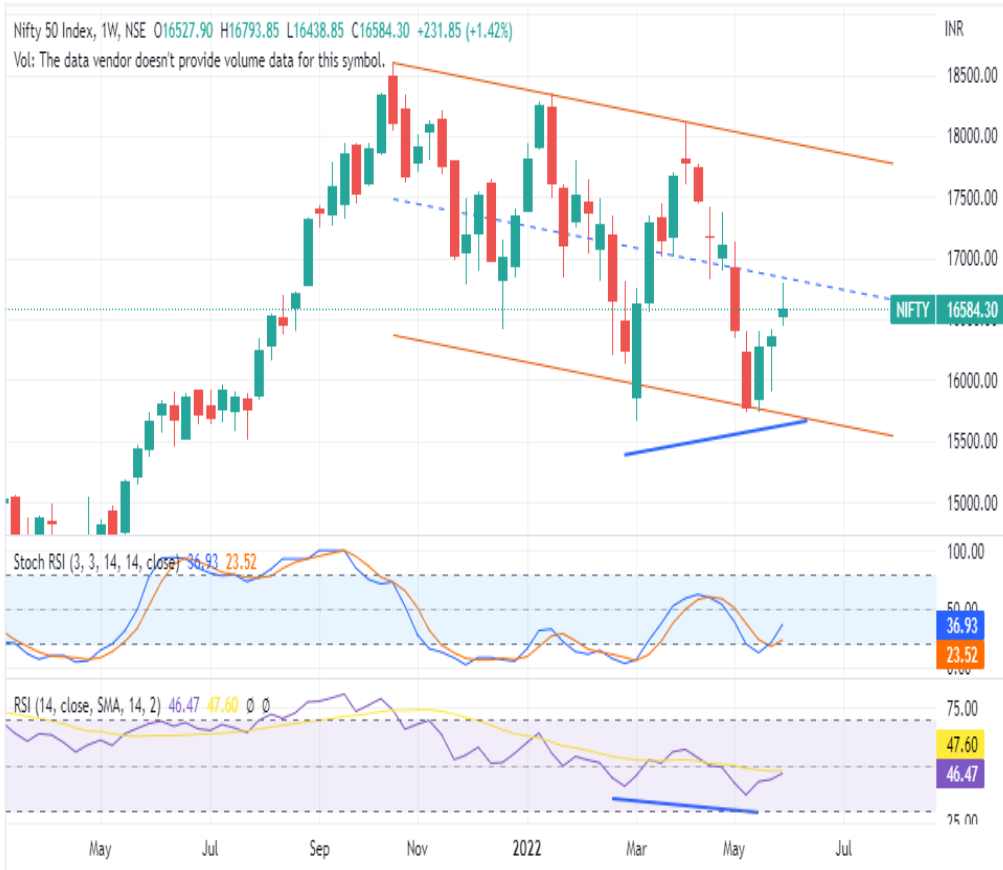 Nifty 50 Index, 1W, NSE O16527.90 H16793.85 L16438.85 C16584.30 +231.85 (+1.42%)
INR
Vol: The data vendor doesn't provide volume data for this symbol.
18500.00
18000.00
17500.00
17000.00
NIFTY 16584.30
16000.00
15500.00
15000.00
Stoch RSI (3, 3, 14, 14, close) 36.93 23.52
100.00
50.00
36.93
23.52
0.00
RSI (14, close, SMA, 14, 2) 46.47 47.60 Ø Ø
75.00
47.60
46.47
25.00
May Jul Sep Nov 2022 Mar May Jul